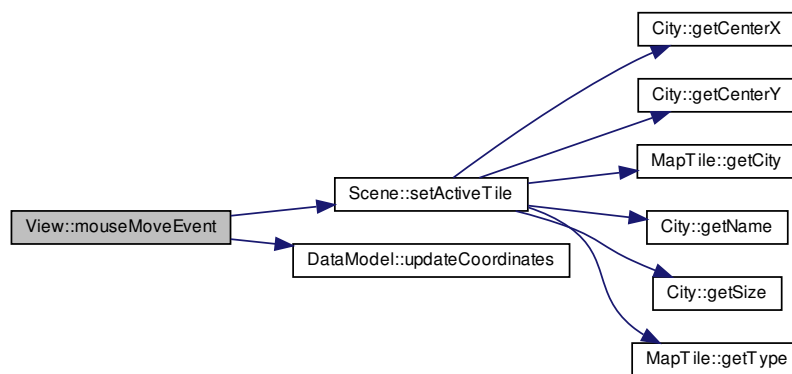 City::getCenterX
City::getCenterY
MapTile::getCity
Scene::setActiveTile
City::getName
View::mouseMoveEvent
DataModel::updateCoordinates
City::getSize
MapTile::getType